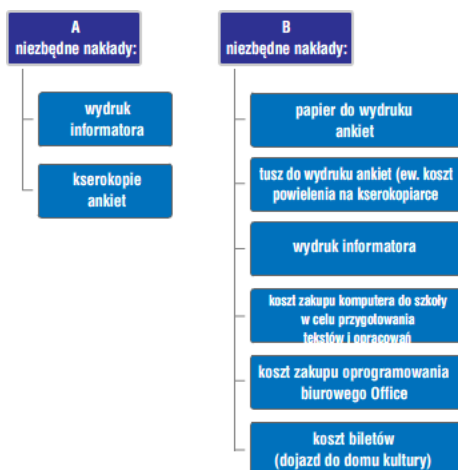 A
niezbędne nakłady:
wydruk
informatora
kserokopie
ankiet
B
niezbędne nakłady:
papier do wydruku
ankiet
tusz do wydruku ankiet (ew. koszt
powielenia na kserokopiarce
wydruk informatora
koszt zakupu komputera do szkoły
w celu przygotowania
tekstów i opracowań
koszt zakupu oprogramowania
biurowego Office
koszt biletów
(dojazd do domu kultury)